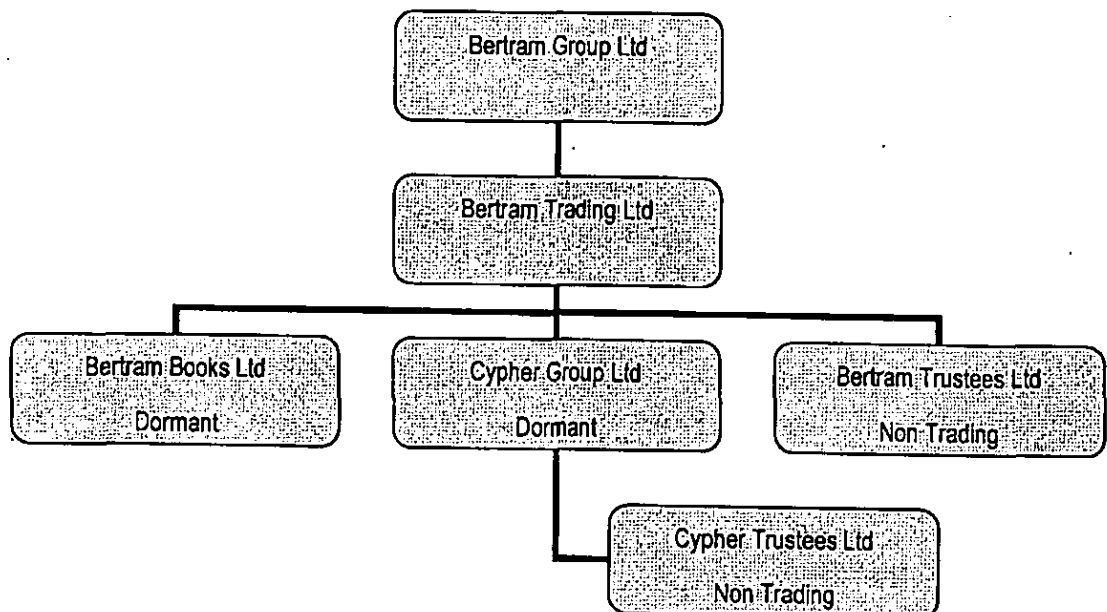 Bertram Group Ltd
Bertram Trading Ltd
Bertram Books Ltd
Dormant
Cypher Group Ltd
Dormant
Bertram Trustees Ltd
Non Trading
Cypher Trustees Ltd
Non Trading